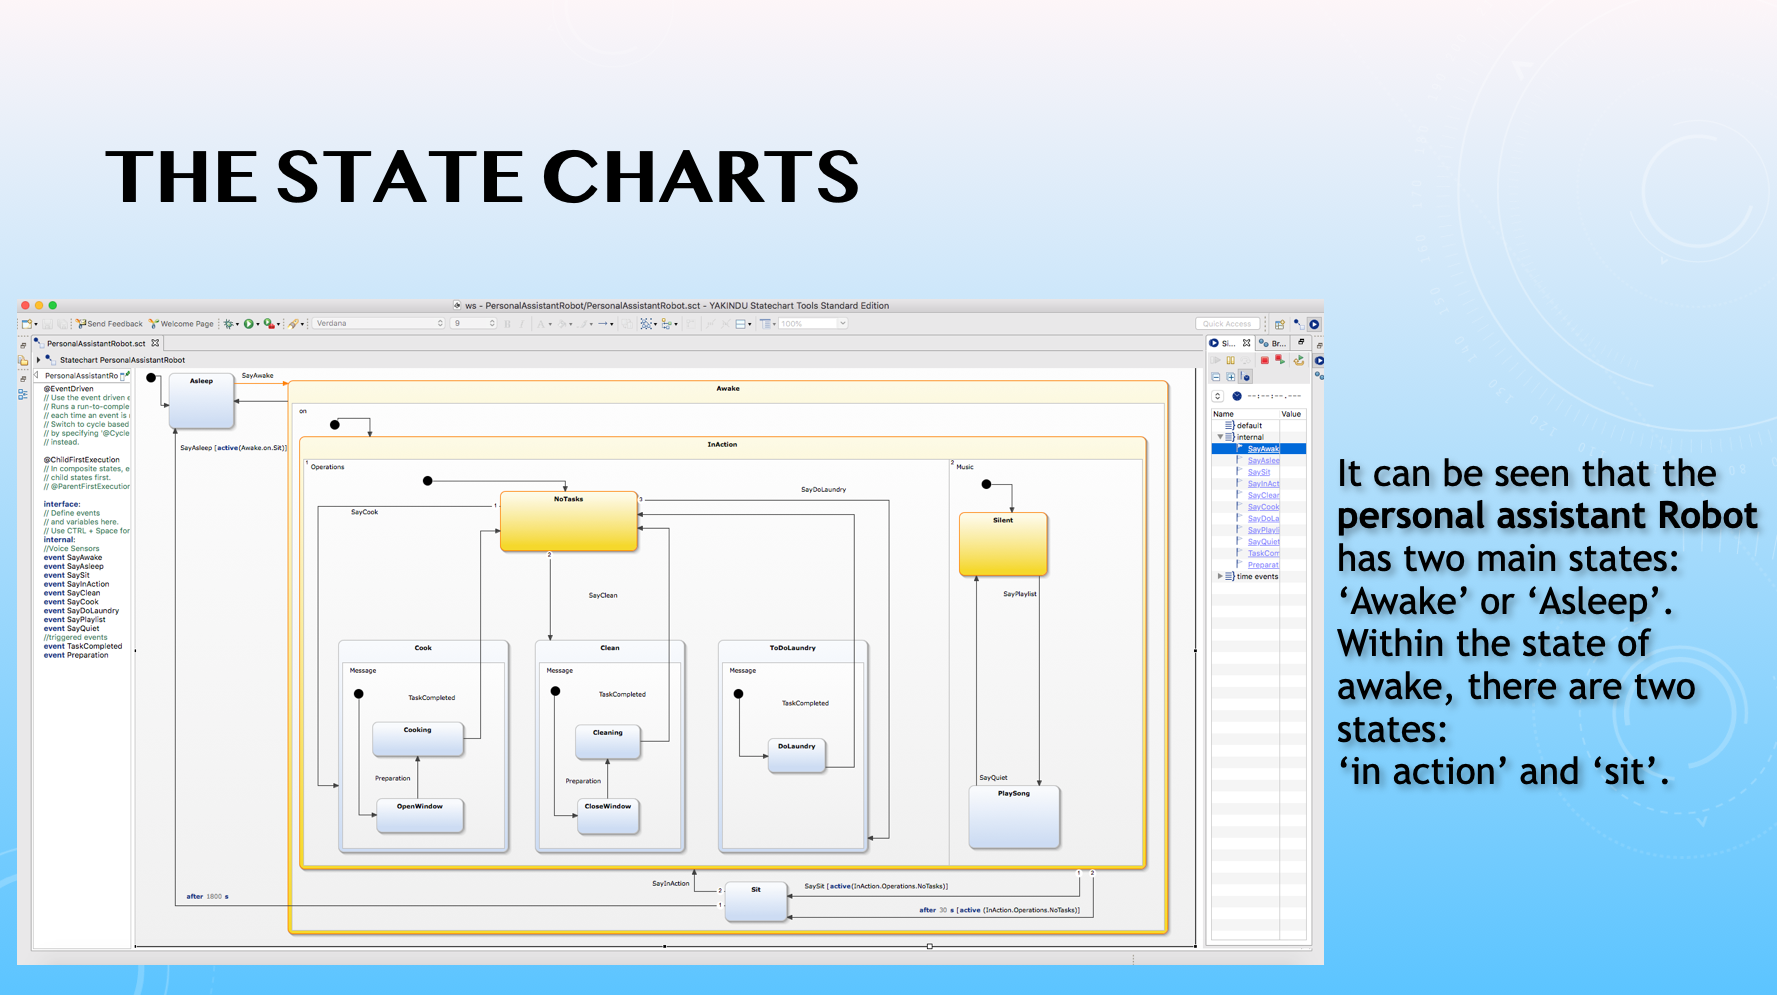 THE STATE CHARTS
ws - PersonalAssistantRobot/PersonalAssistantRobot.sct - YAKINDU Statechart Tools Standard Edition
Send Feedback Welcome Page Verdana 9 B I A 100% Quick Access
PersonalAssistantRobot.sct
Statechart PersonalAssistantRobot
PersonalAssistantRo
@EventDriven
// Use the event driven e
// Runs a run-to-comple
// each time an event is
// Switch to cycle based
// by specifying '@Cycle
// instead.
@ChildFirstExecution
// In composite states, e
// child states first.
// @ParentFirstExecution
interface:
// Define events
// and variables here.
// Use CTRL + Space for
internal:
//Voice Sensors
event SayAwake
event SayAsleep
event SaySit
event SayInAction
event SayClean
event SayCook
event SayDoLaundry
event SayPlaylist
event SayQuiet
//triggered events
event TaskCompleted
event Preparation
Asleep
SayAwake
SayAsleep [active(Awake.on.Sit)]
after 1800 s
Awake
on
InAction
1
Operations
NoTasks
1
2
3
SayCook
SayClean
SayDoLaundry
Cook
Message
TaskCompleted
Cooking
Preparation
OpenWindow
Clean
Message
TaskCompleted
Cleaning
Preparation
CloseWindow
ToDoLaundry
Message
TaskCompleted
DoLaundry
2
Music
Silent
SayPlaylist
SayQuiet
PlaySong
SayInAction
2
1
Sit
SaySit [active(InAction.Operations.NoTasks)]
1 2
after 30 s [active (InAction.Operations.NoTasks)]
Si... Br...
--:--:--.---
Name Value
default
internal
SayAwak
SayAslee
SaySit
SayInAct
SayClear
SayCook
SayDoLa
SayPlayli
SayQuiet
TaskCom
Preparat
time events
It can be seen that the
personal assistant Robot
has two main states:
‘Awake’ or ‘Asleep’.
Within the state of
awake, there are two
states:
‘in action’ and ‘sit’.